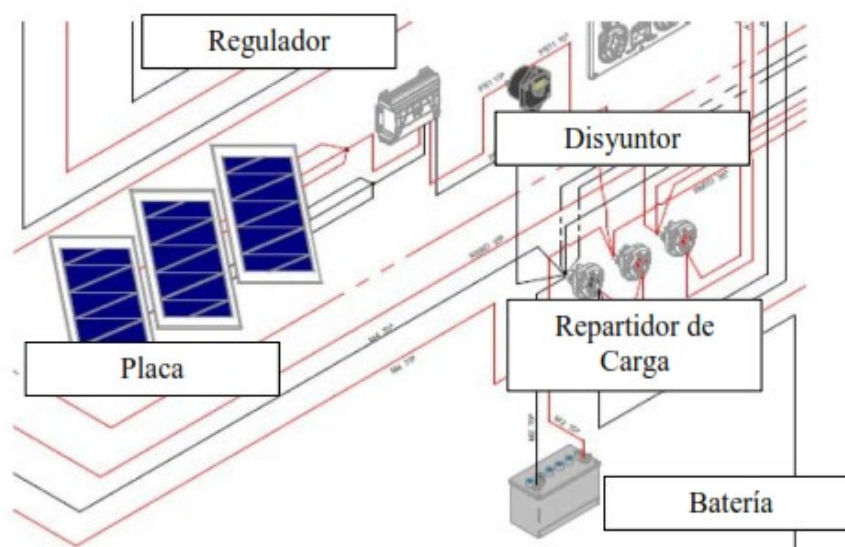 Regulador
Disyuntor
Placa
Repartidor de
Carga
Batería